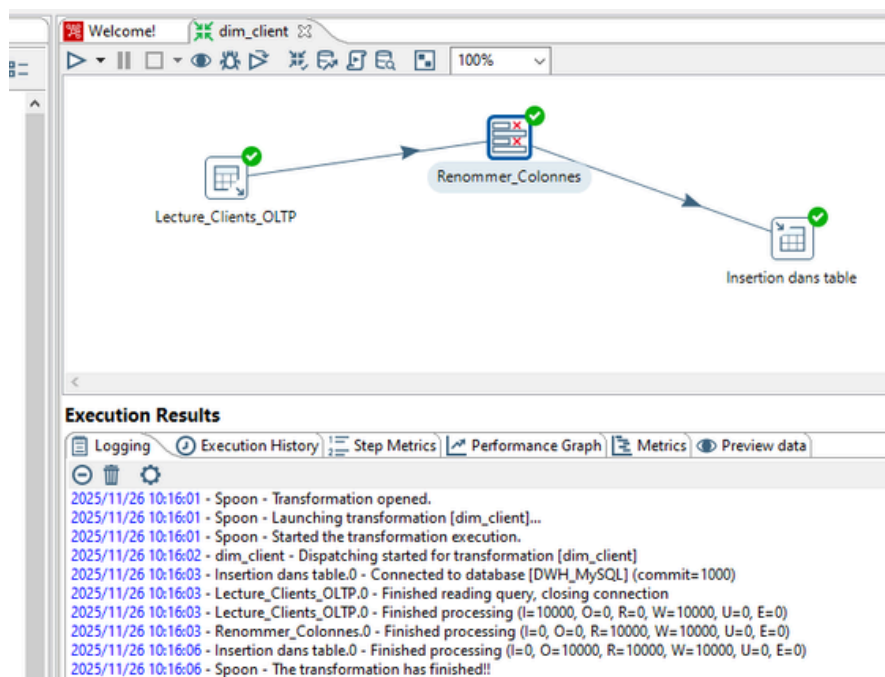 Welcome!
dim_client
100%
Renommer_Colonnes
Lecture_Clients_OLTP
Insertion dans table
Execution Results
Logging
Execution History
Step Metrics
Performance Graph
Metrics
Preview data
2025/11/26 10:16:01 - Spoon - Transformation opened.
2025/11/26 10:16:01 - Spoon - Launching transformation [dim_client]...
2025/11/26 10:16:01 - Spoon - Started the transformation execution.
2025/11/26 10:16:02 - dim_client - Dispatching started for transformation [dim_client]
2025/11/26 10:16:03 - Insertion dans table.0 - Connected to database [DWH_MySQL] (commit=1000)
2025/11/26 10:16:03 - Lecture_Clients_OLTP.0 - Finished reading query, closing connection
2025/11/26 10:16:03 - Lecture_Clients_OLTP.0 - Finished processing (I=10000, O=0, R=0, W=10000, U=0, E=0)
2025/11/26 10:16:03 - Renommer_Colonnes.0 - Finished processing (I=0, O=0, R=10000, W=10000, U=0, E=0)
2025/11/26 10:16:06 - Insertion dans table.0 - Finished processing (I=0, O=10000, R=10000, W=10000, U=0, E=0)
2025/11/26 10:16:06 - Spoon - The transformation has finished!!